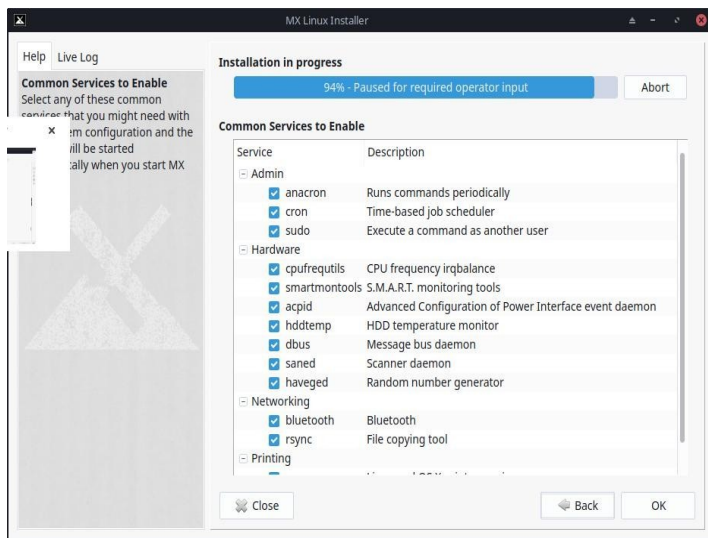 MX Linux Installer
Help Live Log
Common Services to Enable
Select any of these common
services that you might need with
em configuration and the
ill be started
cally when you start MX
x
Installation in progress
94% - Paused for required operator input
Abort
Common Services to Enable
Service Description
Admin
anacron Runs commands periodically
cron Time-based job scheduler
sudo Execute a command as another user
Hardware
cpufrequtils CPU frequency irqbalance
smartmontools S.M.A.R.T. monitoring tools
acpid Advanced Configuration of Power Interface event daemon
hddtemp HDD temperature monitor
dbus Message bus daemon
saned Scanner daemon
haveged Random number generator
Networking
bluetooth Bluetooth
rsync File copying tool
Printing
Close Back OK